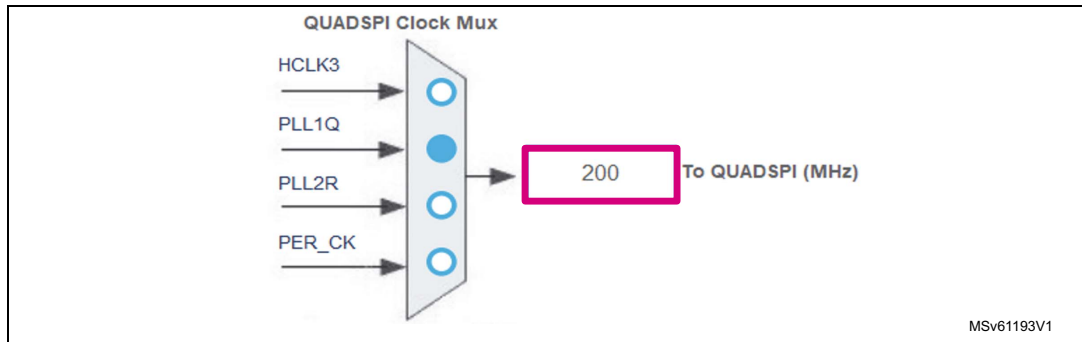 QUADSPI Clock Mux
HCLK3
PLL1Q
PLL2R
PER_CK
200
To QUADSPI (MHz)
MSv61193V1